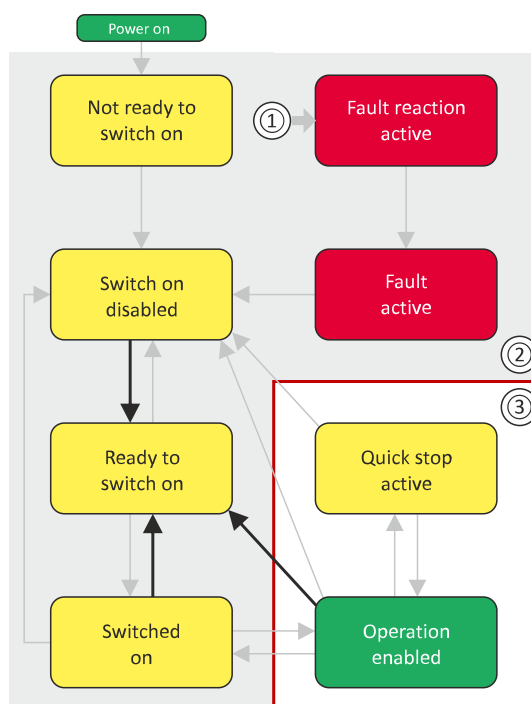 Power on
Not ready to
switch on
①
Fault reaction
active
Switch on
disabled
Fault
active
②
③
Ready to
switch on
Quick stop
active
Switched
on
Operation
enabled